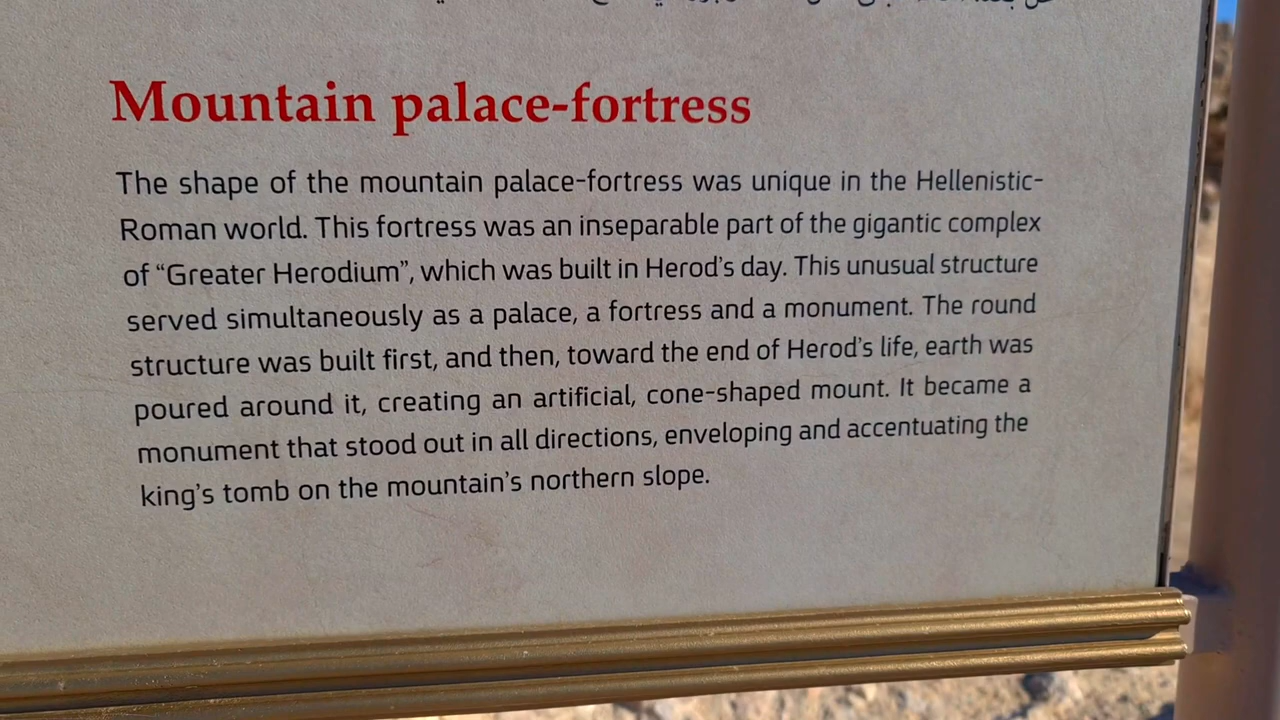 Mountain palace-fortress
The shape of the mountain palace-fortress was unique in the Hellenistic-
Roman world. This fortress was an inseparable part of the gigantic complex
of “Greater Herodium”, which was built in Herod’s day. This unusual structure
served simultaneously as a palace, a fortress and a monument. The round
structure was built first, and then, toward the end of Herod’s life, earth was
poured around it, creating an artificial, cone-shaped mount. It became a
monument that stood out in all directions, enveloping and accentuating the
king’s tomb on the mountain’s northern slope.